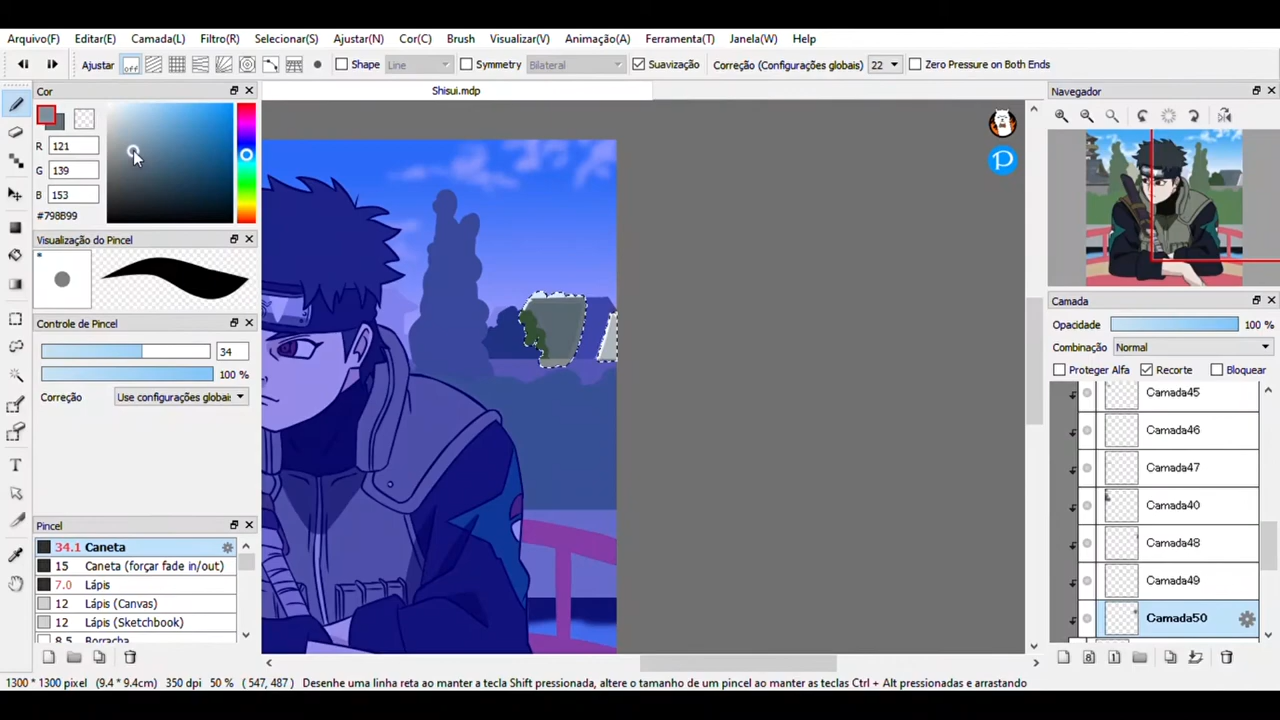 Arquivo(F) Editar(E) Camada(L) Filtro(R) Selecionar(S) Ajustar(N) Cor(C) Brush Visualizar(V) Animação(A) Ferramenta(T) Janela(W) Help
Ajustar off Shape Line Symmetry Bilateral Suavização Correção (Configurações globais) 22 Zero Pressure on Both Ends
Cor
R 121
G 139
B 153
#798B99
Visualização do Pincel
Controle de Pincel
34
100 %
Correção Use configurações globai
Pincel
34.1 Caneta
15 Caneta (forçar fade in/out)
7.0 Lápis
12 Lápis (Canvas)
12 Lápis (Sketchbook)
8.5 Borracha
Shisui.mdp
P
Navegador
Camada
Opacidade 100 %
Combinação Normal
Proteger Alfa Recorte Bloquear
Camada45
Camada46
Camada47
Camada40
Camada48
Camada49
Camada50
8 1
1300 * 1300 pixel (9.4 * 9.4cm) 350 dpi 50 % ( 547, 487 ) Desenhe uma linha reta ao manter a tecla Shift pressionada, altere o tamanho de um pincel ao manter as teclas Ctrl + Alt pressionadas e arrastando